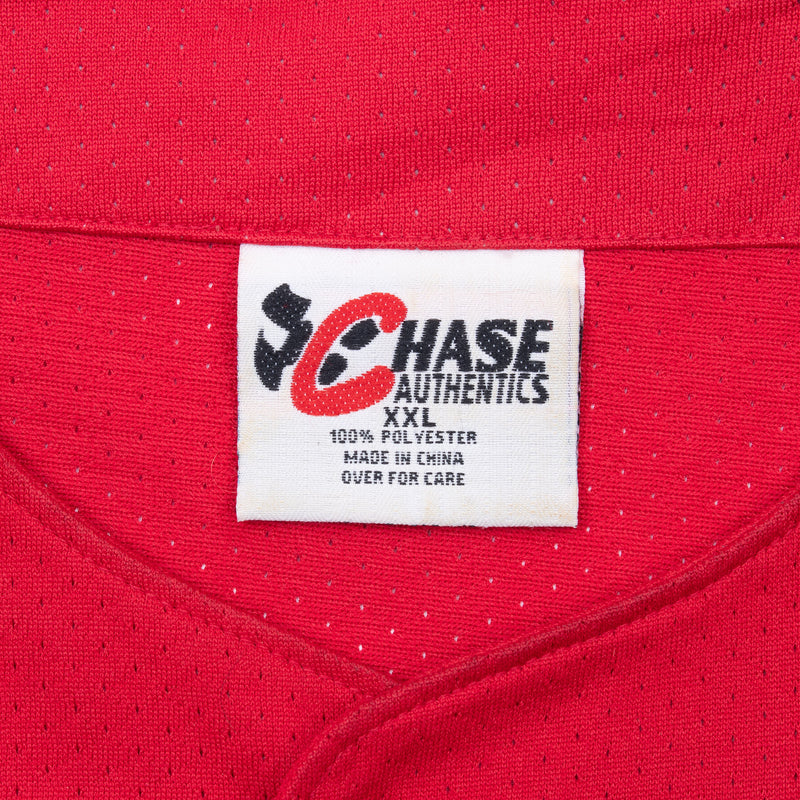 CHASE
AUTHENTICS
XXL
100% POLYESTER
MADE IN CHINA
OVER FOR CARE